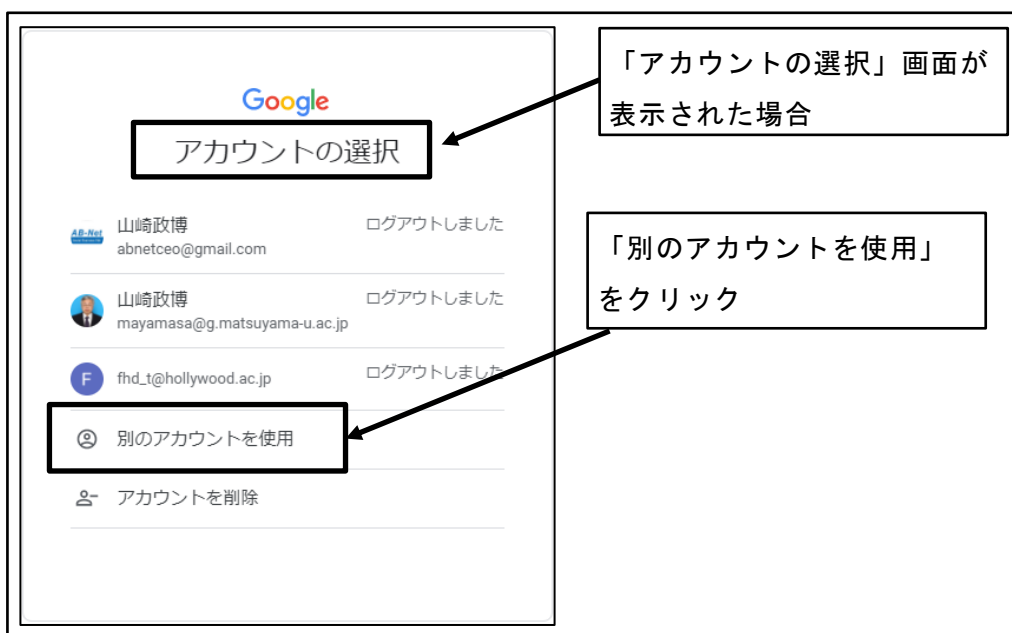 Google
アカウントの選択
山崎政博
ログアウトしました
abnetceo@gmail.com
山崎政博
ログアウトしました
mayamasa@g.matsuyama-u.ac.jp
F
fhd_t@hollywood.ac.jp
ログアウトしました
別のアカウントを使用
アカウントを削除
「アカウントの選択」画面が
表示された場合
「別のアカウントを使用」
をクリック
AB-Net